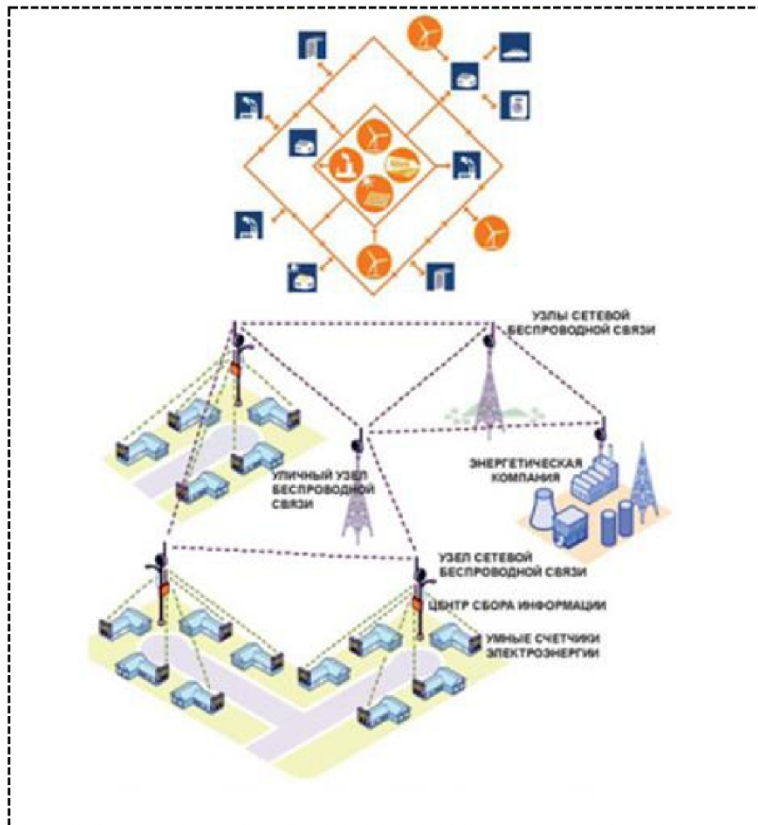 УЗЛЫ СЕТЕВОЙ
БЕСПРОВОДНОЙ СВЯЗИ
ЭНЕРГЕТИЧЕСКАЯ
КОМПАНИЯ
УЛИЧНЫЙ УЗЕЛ
БЕСПРОВОДНОЙ
СВЯЗИ
УЗЕЛ СЕТЕВОЙ
БЕСПРОВОДНОЙ СВЯЗИ
ЦЕНТР СБОРА ИНФОРМАЦИИ
УМНЫЕ СЧЕТЧИКИ
ЭЛЕКТРОЭНЕРГИИ